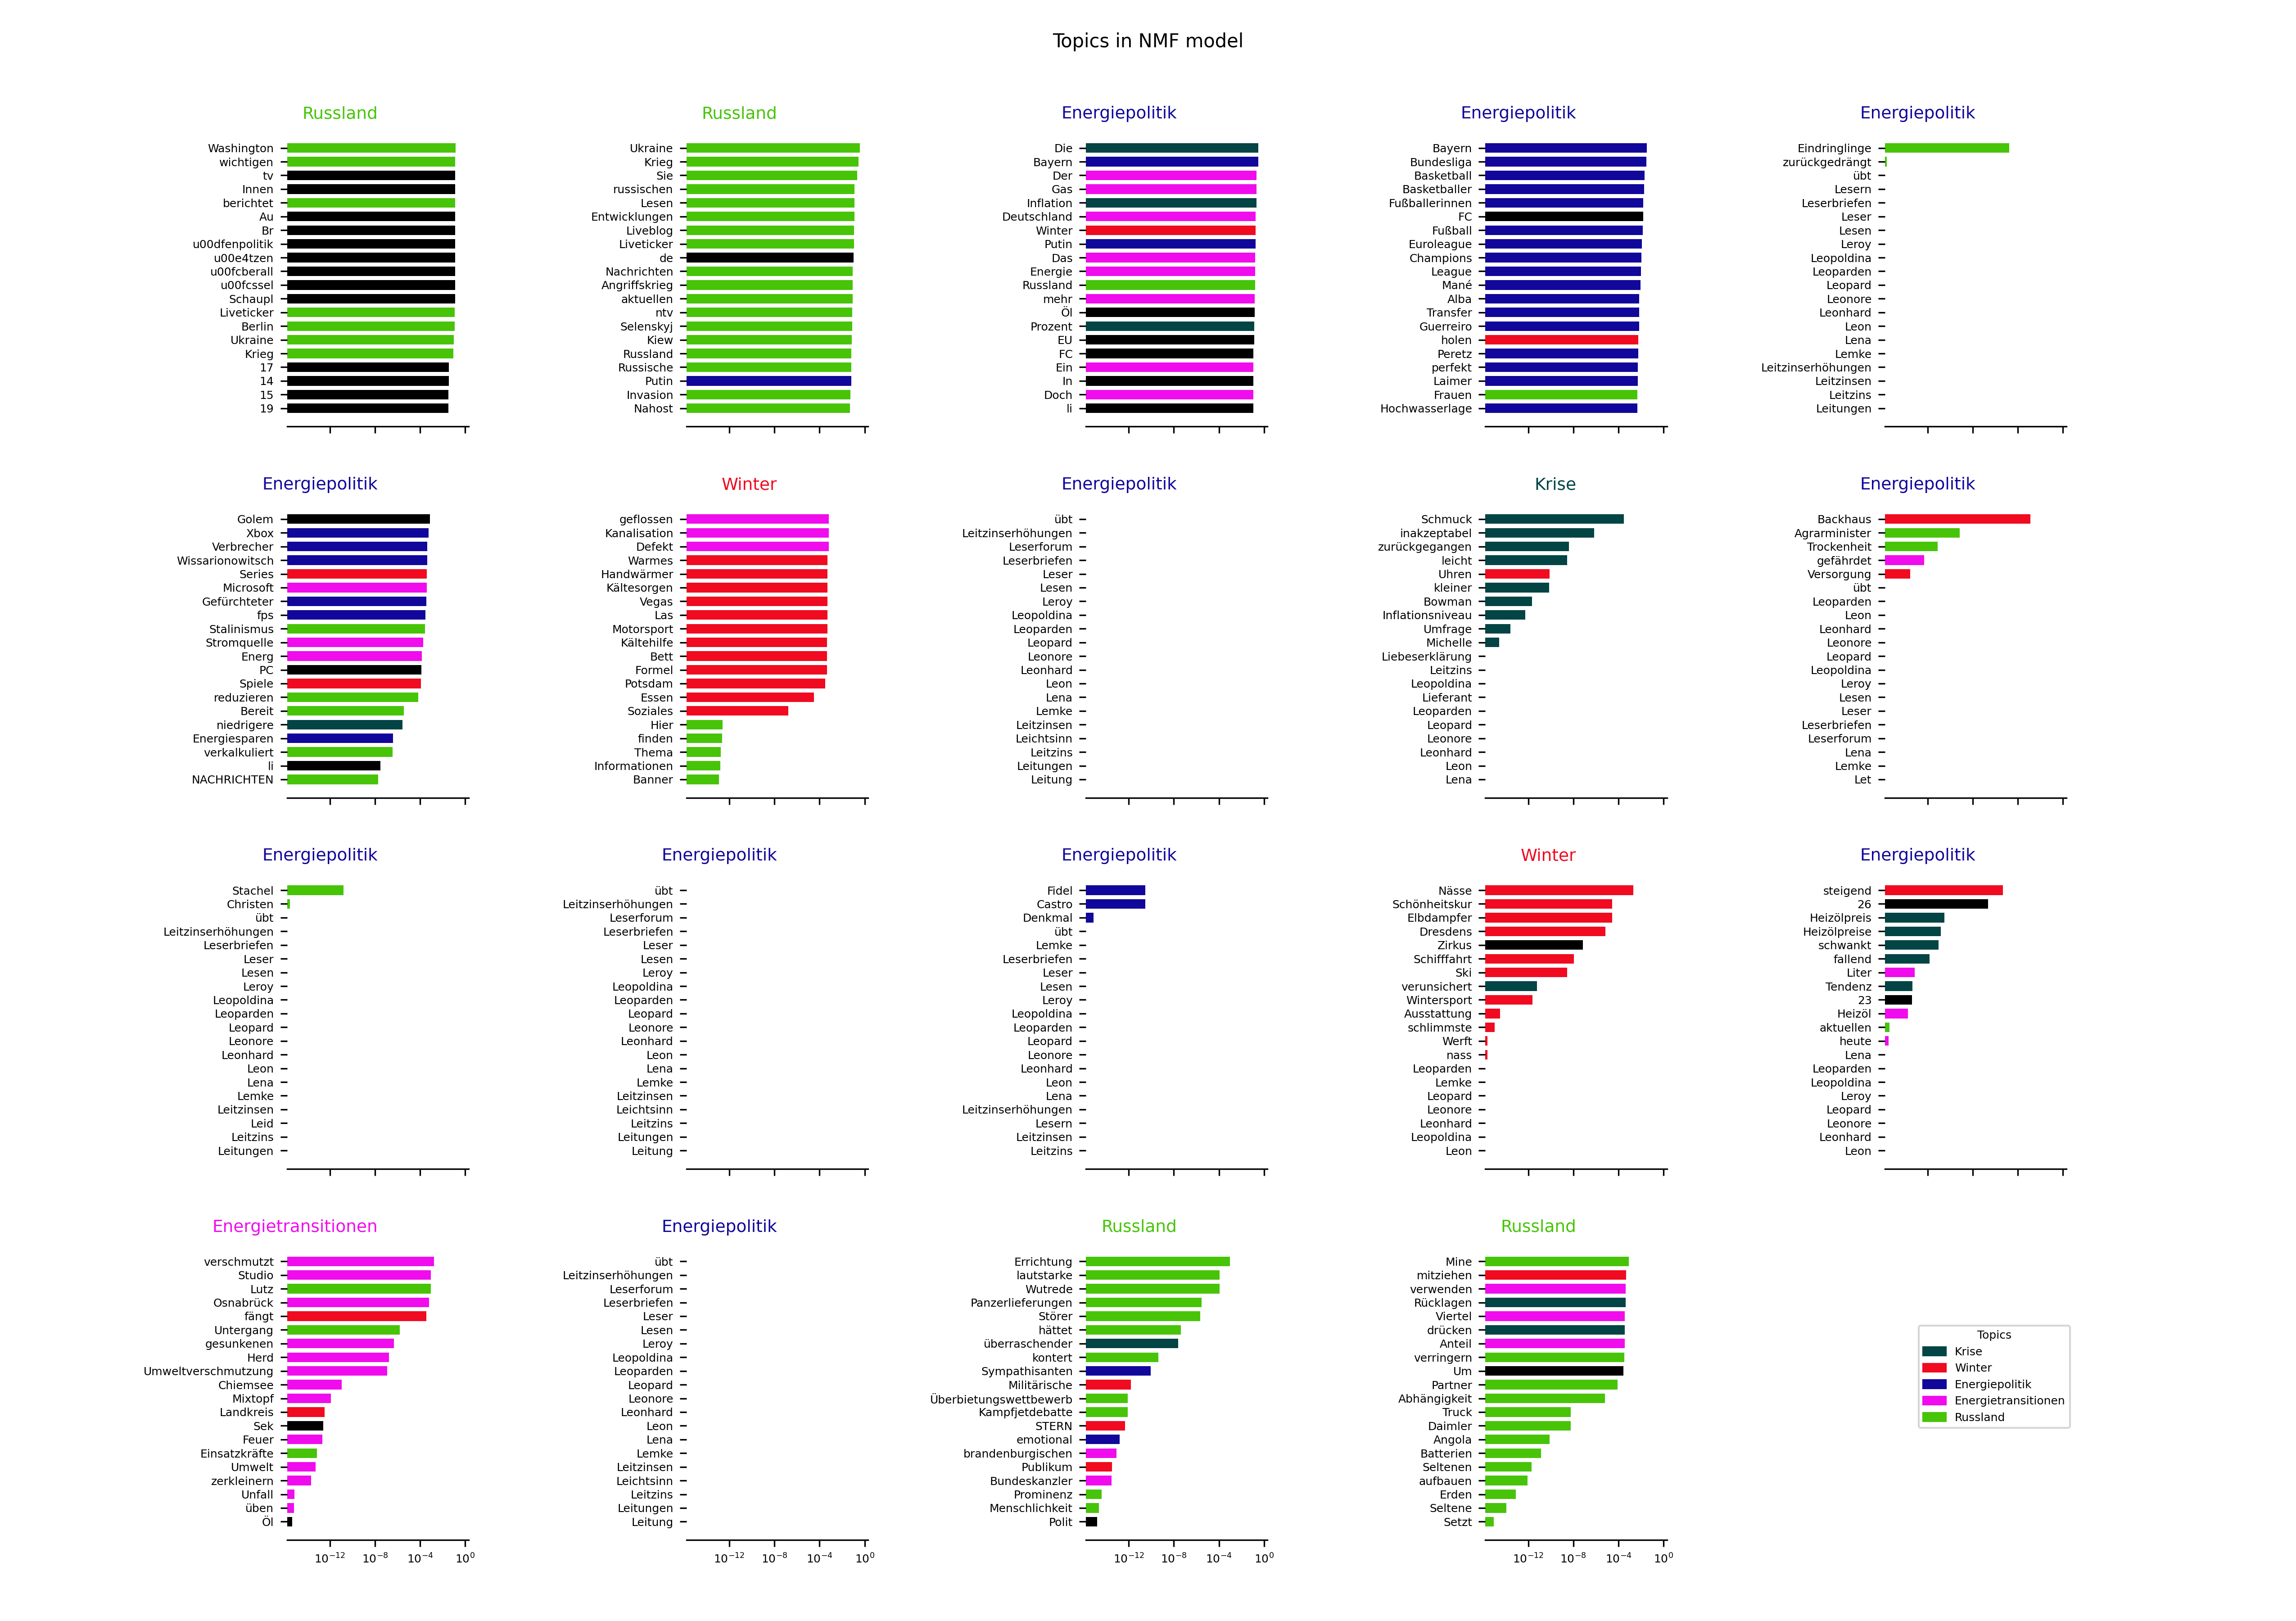 Topics in NMF model
Russland
Washington
wichtigen
tv
Innen
berichtet
Au
Br
u00dfenpolitik
u00e4tzen
u00fcberall
u00fcssel
Schaupl
Liveticker
Berlin
Ukraine
Krieg
17
14
15
19
Russland
Ukraine
Krieg
Sie
russischen
Lesen
Entwicklungen
Liveblog
Liveticker
de
Nachrichten
Angriffskrieg
aktuellen
ntv
Selenskyj
Kiew
Russland
Russische
Putin
Invasion
Nahost
Energiepolitik
Die
Bayern
Der
Gas
Inflation
Deutschland
Winter
Putin
Das
Energie
Russland
mehr
Öl
Prozent
EU
FC
Ein
In
Doch
li
Energiepolitik
Bayern
Bundesliga
Basketball
Basketballer
Fußballerinnen
FC
Fußball
Euroleague
Champions
League
Mané
Alba
Transfer
Guerreiro
holen
Peretz
perfekt
Laimer
Frauen
Hochwasserlage
Energiepolitik
Eindringlinge
zurückgedrängt
übt
Lesern
Leserbriefen
Leser
Lesen
Leroy
Leopoldina
Leoparden
Leopard
Leonore
Leonhard
Leon
Lena
Lemke
Leitzinserhöhungen
Leitzinsen
Leitzins
Leitungen
Energiepolitik
Golem
Xbox
Verbrecher
Wissarionowitsch
Series
Microsoft
Gefürchteter
fps
Stalinismus
Stromquelle
Energ
PC
Spiele
reduzieren
Bereit
niedrigere
Energiesparen
verkalkuliert
li
NACHRICHTEN
Winter
geflossen
Kanalisation
Defekt
Warmes
Handwärmer
Kältesorgen
Vegas
Las
Motorsport
Kältehilfe
Bett
Formel
Potsdam
Essen
Soziales
Hier
finden
Thema
Informationen
Banner
Energiepolitik
übt
Leitzinserhöhungen
Leserforum
Leserbriefen
Leser
Lesen
Leroy
Leopoldina
Leoparden
Leopard
Leonore
Leonhard
Leon
Lena
Lemke
Leitzinsen
Leichtsinn
Leitzins
Leitungen
Leitung
Krise
Schmuck
inakzeptabel
zurückgegangen
leicht
Uhren
kleiner
Bowman
Inflationsniveau
Umfrage
Michelle
Liebeserklärung
Leitzins
Leopoldina
Lieferant
Leoparden
Leopard
Leonore
Leonhard
Leon
Lena
Energiepolitik
Backhaus
Agrarminister
Trockenheit
gefährdet
Versorgung
übt
Leoparden
Leon
Leonhard
Leonore
Leopard
Leopoldina
Leroy
Lesen
Leser
Leserbriefen
Leserforum
Lena
Lemke
Let
Energiepolitik
Stachel
Christen
übt
Leitzinserhöhungen
Leserbriefen
Leser
Lesen
Leroy
Leopoldina
Leoparden
Leopard
Leonore
Leonhard
Leon
Lena
Lemke
Leitzinsen
Leid
Leitzins
Leitungen
Energiepolitik
übt
Leitzinserhöhungen
Leserforum
Leserbriefen
Leser
Lesen
Leroy
Leopoldina
Leoparden
Leopard
Leonore
Leonhard
Leon
Lena
Lemke
Leitzinsen
Leichtsinn
Leitzins
Leitungen
Leitung
Energiepolitik
Fidel
Castro
Denkmal
übt
Lemke
Leserbriefen
Leser
Lesen
Leroy
Leopoldina
Leoparden
Leopard
Leonore
Leonhard
Leon
Lena
Leitzinserhöhungen
Lesern
Leitzinsen
Leitzins
Winter
Nässe
Schönheitskur
Elbdampfer
Dresdens
Zirkus
Schifffahrt
Ski
verunsichert
Wintersport
Ausstattung
schlimmste
Werft
nass
Leoparden
Lemke
Leopard
Leonore
Leonhard
Leopoldina
Leon
Energiepolitik
steigend
26
Heizölpreis
Heizölpreise
schwankt
fallend
Liter
Tendenz
23
Heizöl
aktuellen
heute
Lena
Leoparden
Leopoldina
Leroy
Leopard
Leonore
Leonhard
Leon
Energietransitionen
verschmutzt
Studio
Lutz
Osnabrück
fängt
Untergang
gesunkenen
Herd
Umweltverschmutzung
Chiemsee
Mixtopf
Landkreis
Sek
Feuer
Einsatzkräfte
Umwelt
zerkleinern
Unfall
üben
Öl
10⁻¹² 10⁻⁸ 10⁻⁴ 10⁰
Energiepolitik
übt
Leitzinserhöhungen
Leserforum
Leserbriefen
Leser
Lesen
Leroy
Leopoldina
Leoparden
Leopard
Leonore
Leonhard
Leon
Lena
Lemke
Leitzinsen
Leichtsinn
Leitzins
Leitungen
Leitung
10⁻¹² 10⁻⁸ 10⁻⁴ 10⁰
Russland
Errichtung
lautstarke
Wutrede
Panzerlieferungen
Störer
hättet
überraschender
kontert
Sympathisanten
Militärische
Überbietungswettbewerb
Kampfjetdebatte
STERN
emotional
brandenburgischen
Publikum
Bundeskanzler
Prominenz
Menschlichkeit
Polit
10⁻¹² 10⁻⁸ 10⁻⁴ 10⁰
Russland
Mine
mitziehen
verwenden
Rücklagen
Viertel
drücken
Anteil
verringern
Um
Partner
Abhängigkeit
Truck
Daimler
Angola
Batterien
Seltenen
aufbauen
Erden
Seltene
Setzt
10⁻¹² 10⁻⁸ 10⁻⁴ 10⁰
Topics
Krise
Winter
Energiepolitik
Energietransitionen
Russland